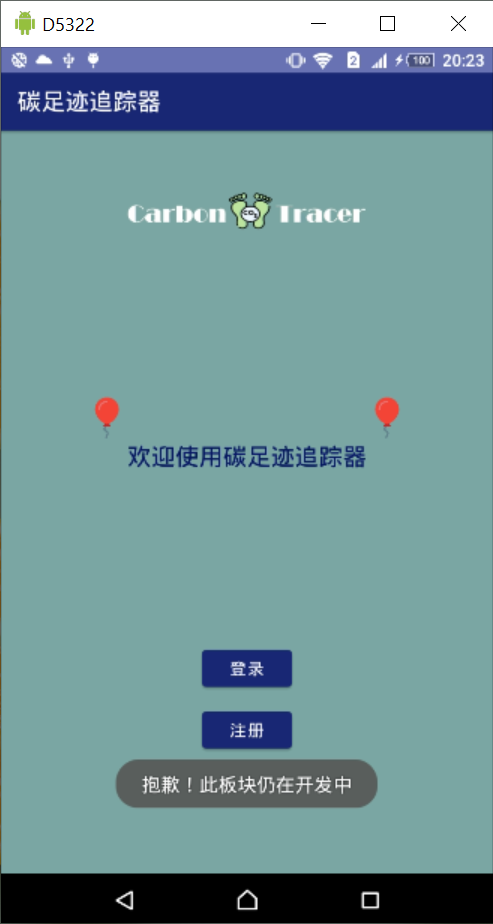 D5322
2 100 20:23
碳足迹追踪器
Carbon CO₂ Tracer
欢迎使用碳足迹追踪器
登录
注册
抱歉！此板块仍在开发中